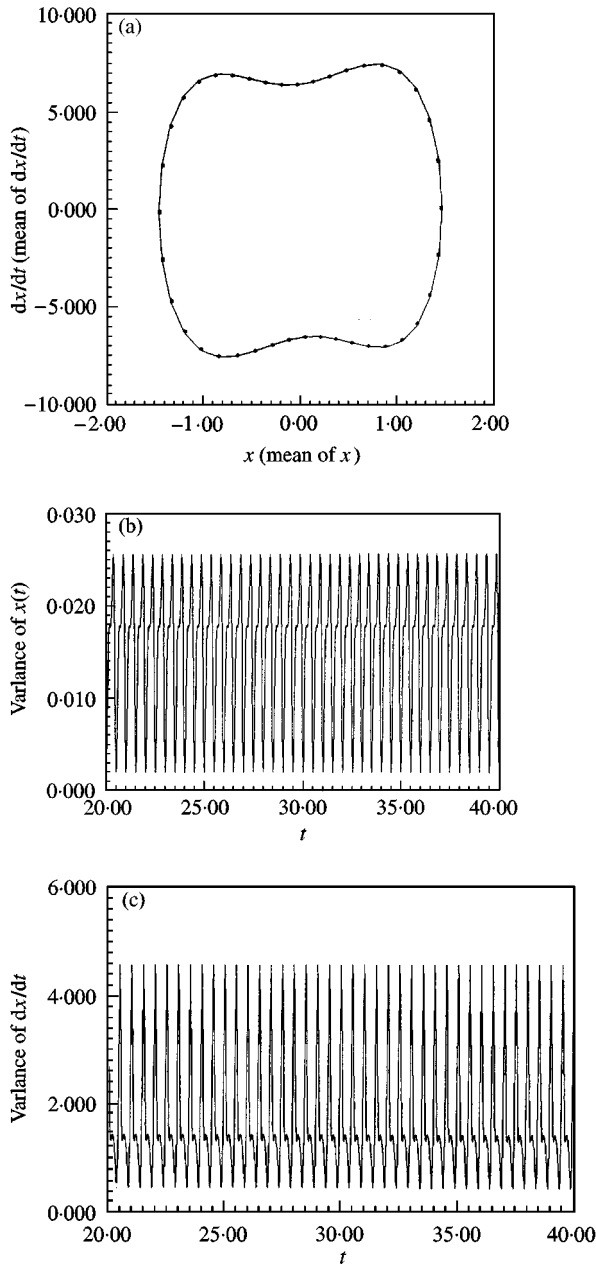 (a)
10·000
5·000
0·000
−5·000
−10·000
dx/dt (mean of dx/dt)
−2·00 −1·00 0·00 1·00 2·00
x (mean of x)
(b)
0·030
0·020
0·010
0·000
Varlance of x(t)
20·00 25·00 30·00 35·00 40·00
t
(c)
6·000
4·000
2·000
0·000
Varlance of dx/dt
20·00 25·00 30·00 35·00 40·00
t